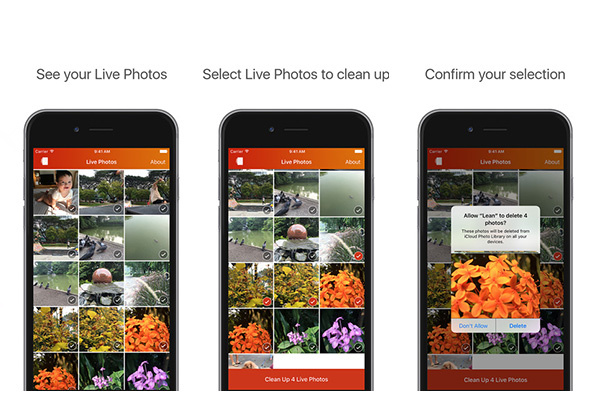 See your Live Photos
Select Live Photos to clean up
Confirm your selection
Carrier 9:41 AM
Live Photos About
Carrier 9:41 AM
Live Photos About
Clean Up 4 Live Photos
Carrier 9:41 AM
Live Photos About
Allow “Lean” to delete 4
photos?
These photos will be deleted from
iCloud Photo Library on all your
devices.
Don't Allow Delete
Clean Up 4 Live Photos